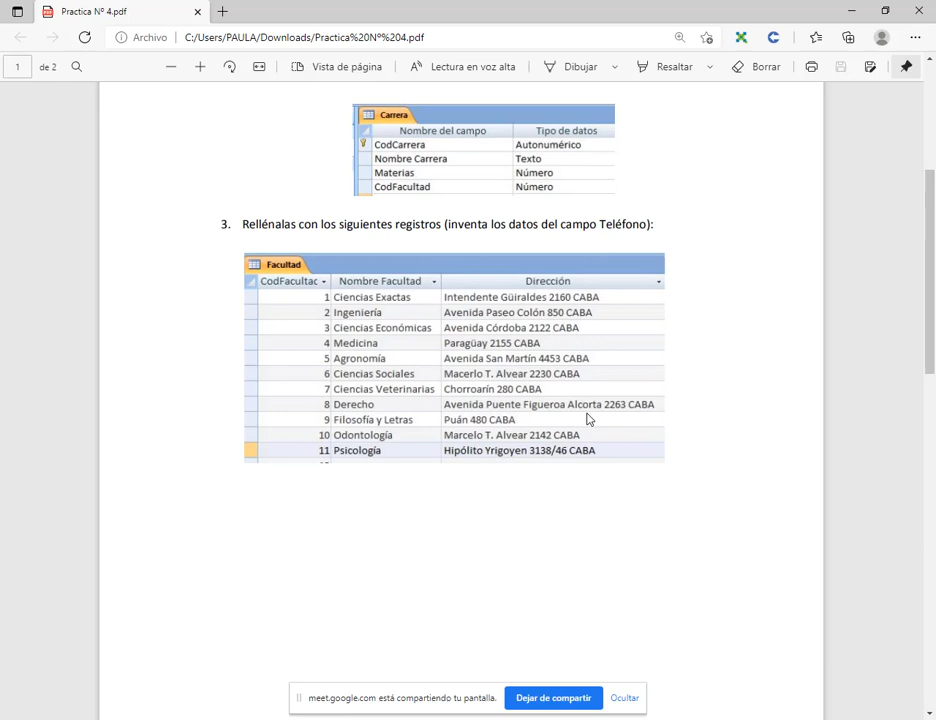 Practica Nº 4.pdf
Archivo C:/Users/PAULA/Downloads/Practica%20Nº%204.pdf
1 de 2 Vista de página Lectura en voz alta Dibujar Resaltar Borrar
Carrera
Nombre del campo Tipo de datos
CodCarrera Autonumérico
Nombre Carrera Texto
Materias Número
CodFacultad Número
3. Rellénalas con los siguientes registros (inventa los datos del campo Teléfono):
Facultad
CodFacultac Nombre Facultad Dirección
1 Ciencias Exactas Intendente Güiraldes 2160 CABA
2 Ingeniería Avenida Paseo Colón 850 CABA
3 Ciencias Económicas Avenida Córdoba 2122 CABA
4 Medicina Paragüay 2155 CABA
5 Agronomía Avenida San Martín 4453 CABA
6 Ciencias Sociales Macerlo T. Alvear 2230 CABA
7 Ciencias Veterinarias Chorroarín 280 CABA
8 Derecho Avenida Puente Figueroa Alcorta 2263 CABA
9 Filosofía y Letras Puán 480 CABA
10 Odontología Marcelo T. Alvear 2142 CABA
11 Psicología Hipólito Yrigoyen 3138/46 CABA
meet.google.com está compartiendo tu pantalla. Dejar de compartir Ocultar